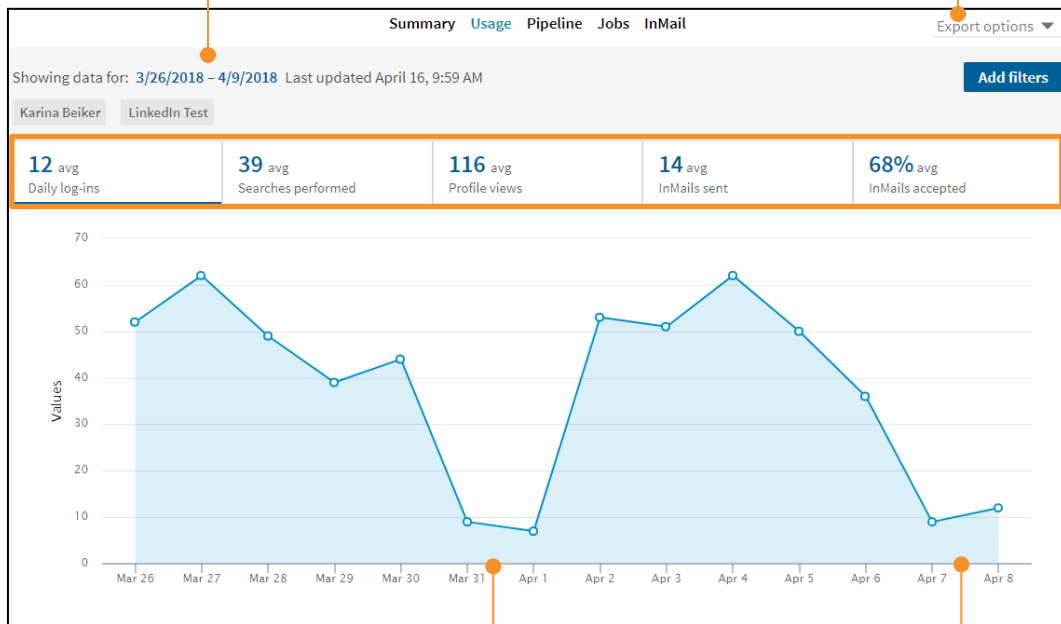 Summary Usage Pipeline Jobs InMail
Export options
Showing data for: 3/26/2018 – 4/9/2018 Last updated April 16, 9:59 AM
Add filters
Karina Beiker LinkedIn Test
12 avg
Daily log-ins
39 avg
Searches performed
116 avg
Profile views
14 avg
InMails sent
68% avg
InMails accepted
70
60
50
40
30
20
10
0
Values
Mar 26 Mar 27 Mar 28 Mar 29 Mar 30 Mar 31 Apr 1 Apr 2 Apr 3 Apr 4 Apr 5 Apr 6 Apr 7 Apr 8